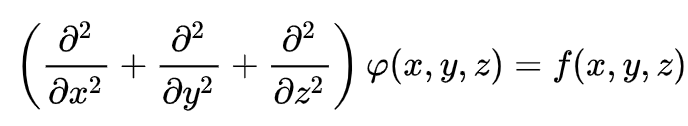 (∂²/∂x² + ∂²/∂y² + ∂²/∂z²) φ(x, y, z) = f(x, y, z)